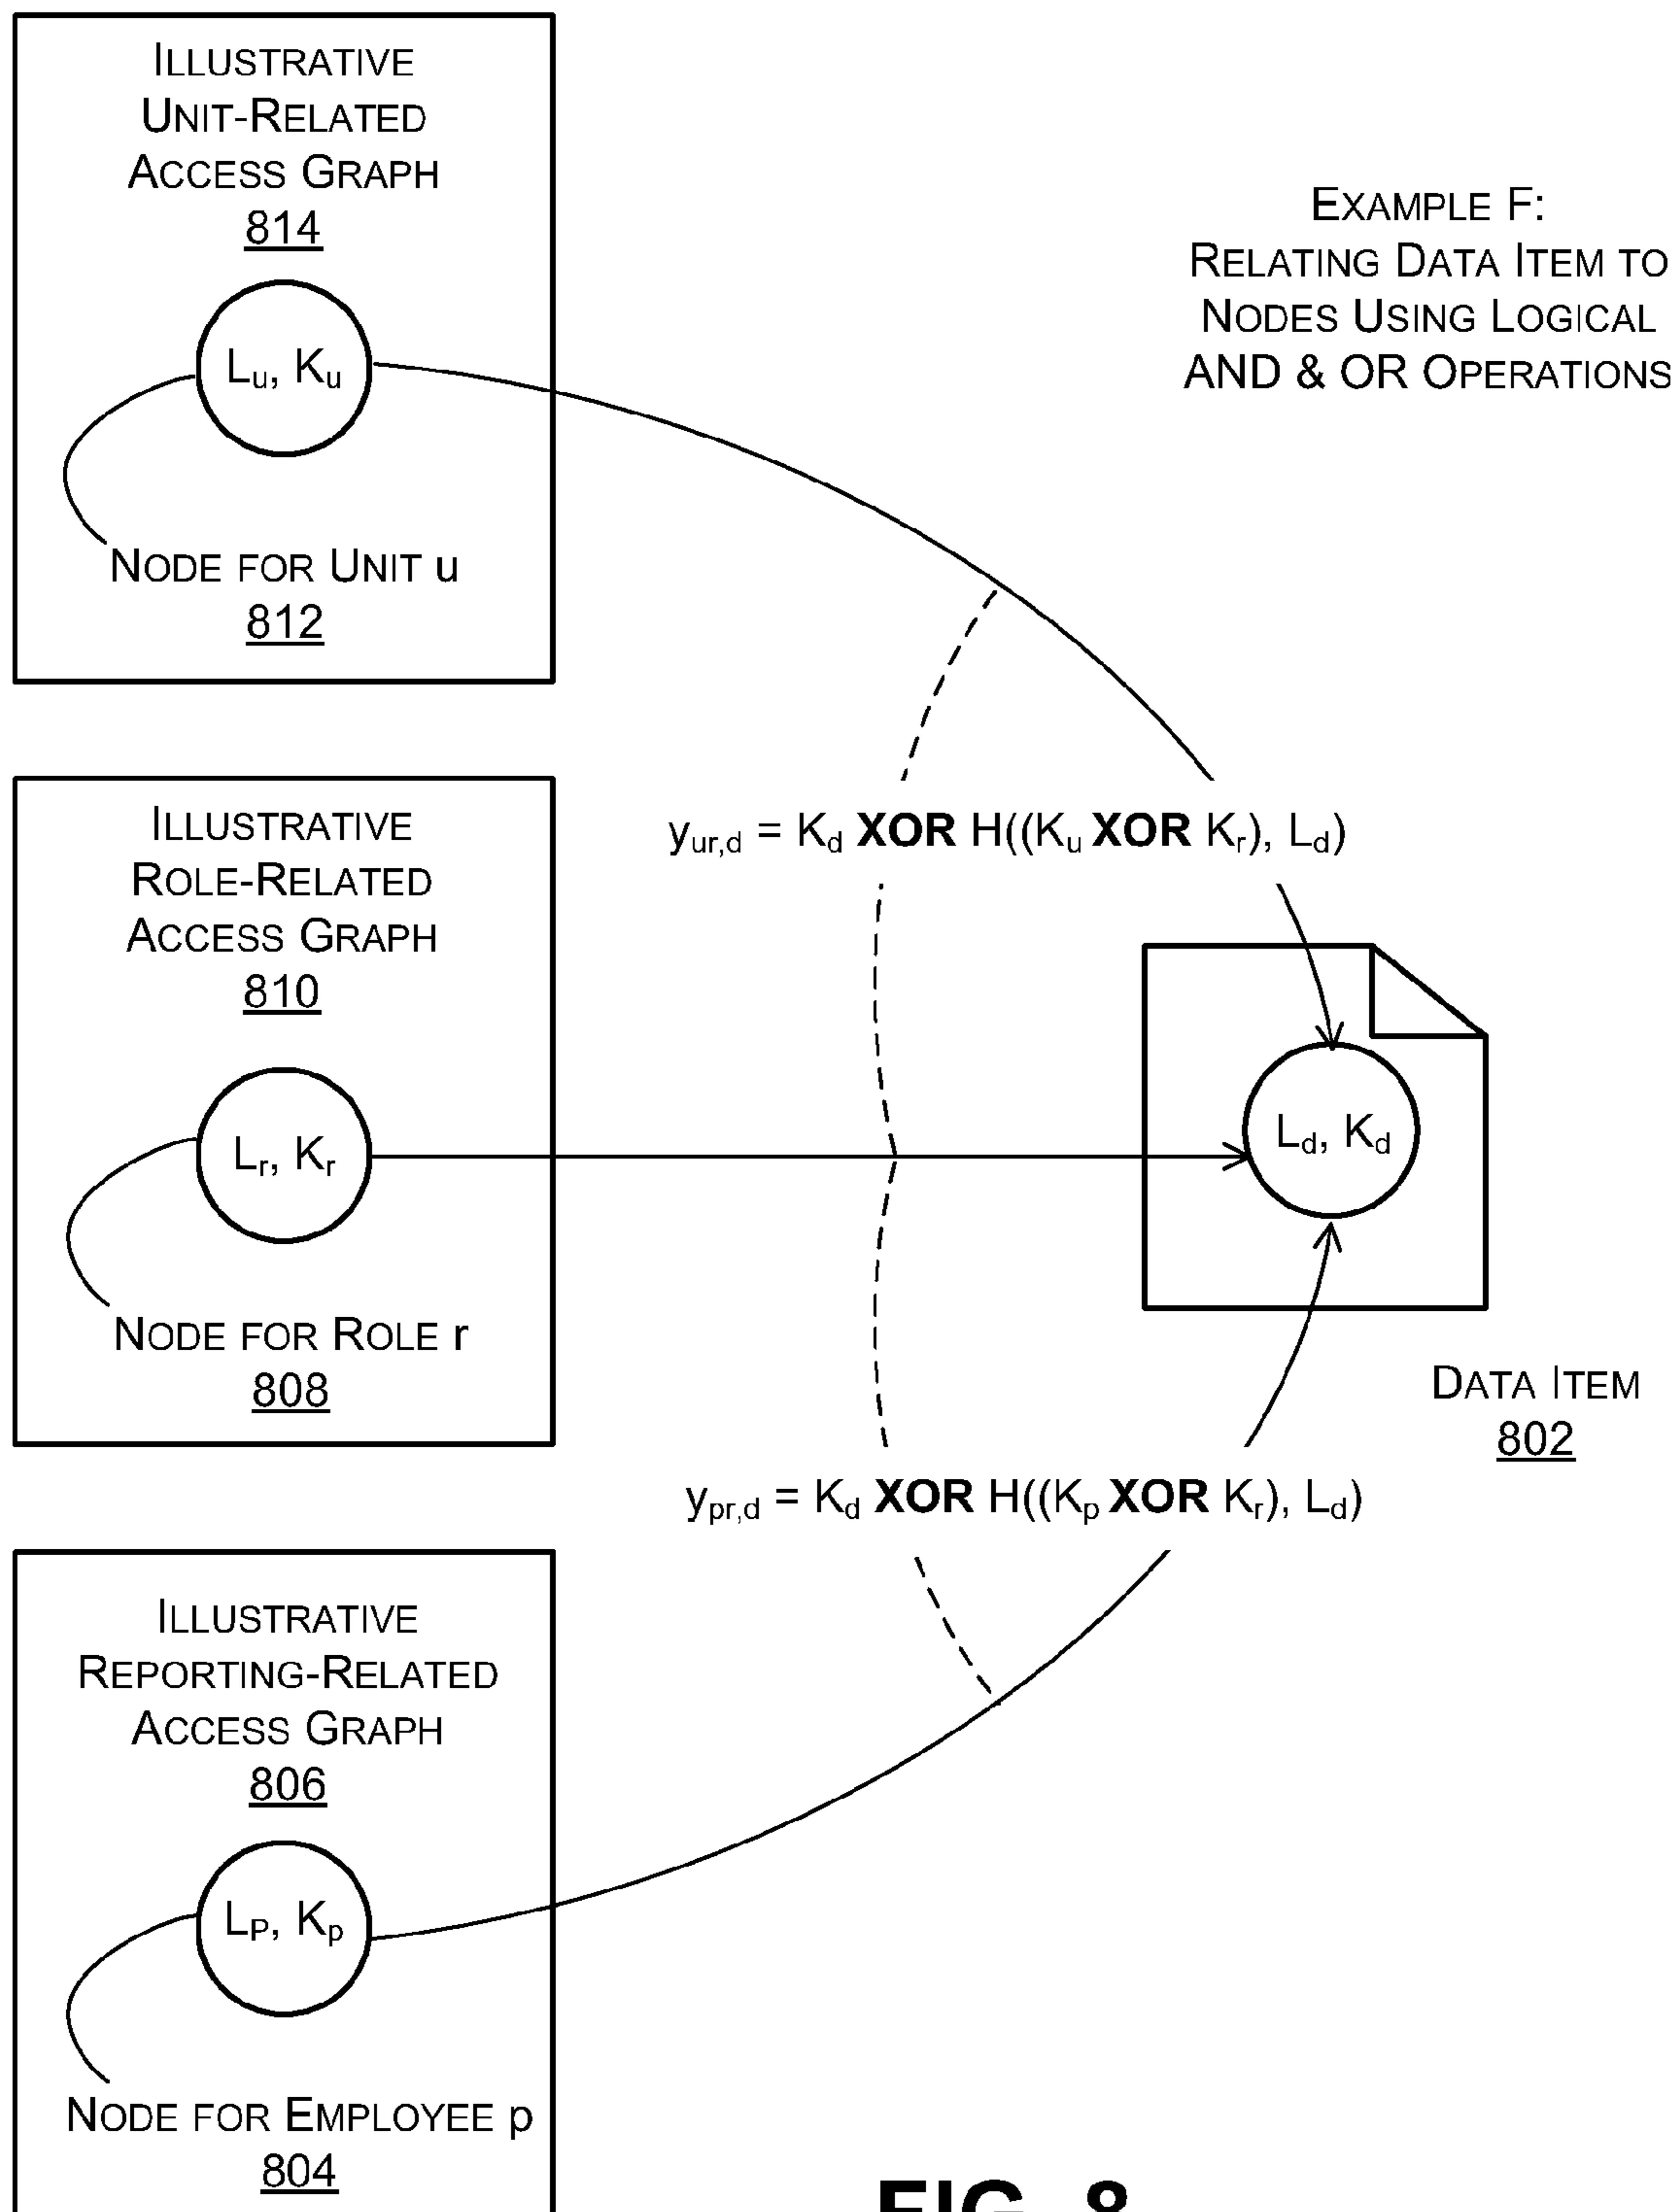 ILLUSTRATIVE
UNIT-RELATED
ACCESS GRAPH
814
Lu, Ku
NODE FOR UNIT u
812
EXAMPLE F:
RELATING DATA ITEM TO
NODES USING LOGICAL
AND & OR OPERATIONS
yur,d = Kd XOR H((Ku XOR Kr), Ld)
ILLUSTRATIVE
ROLE-RELATED
ACCESS GRAPH
810
Lr, Kr
NODE FOR ROLE r
808
Ld, Kd
DATA ITEM
802
ypr,d = Kd XOR H((Kp XOR Kr), Ld)
ILLUSTRATIVE
REPORTING-RELATED
ACCESS GRAPH
806
LP, Kp
NODE FOR EMPLOYEE p
804
FIG. 8